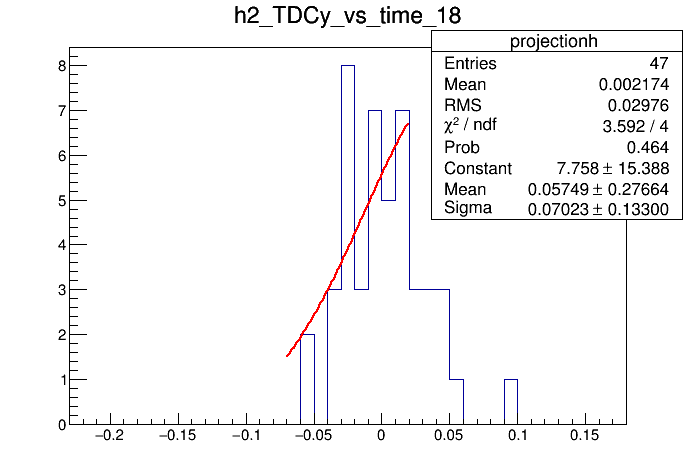 h2_TDCy_vs_time_18
projectionh
Entries 47
Mean 0.002174
RMS 0.02976
χ² / ndf 3.592 / 4
Prob 0.464
Constant 7.758 ± 15.388
Mean 0.05749 ± 0.27664
Sigma 0.07023 ± 0.13300
8
7
6
5
4
3
2
1
0
−0.2 −0.15 −0.1 −0.05 0 0.05 0.1 0.15